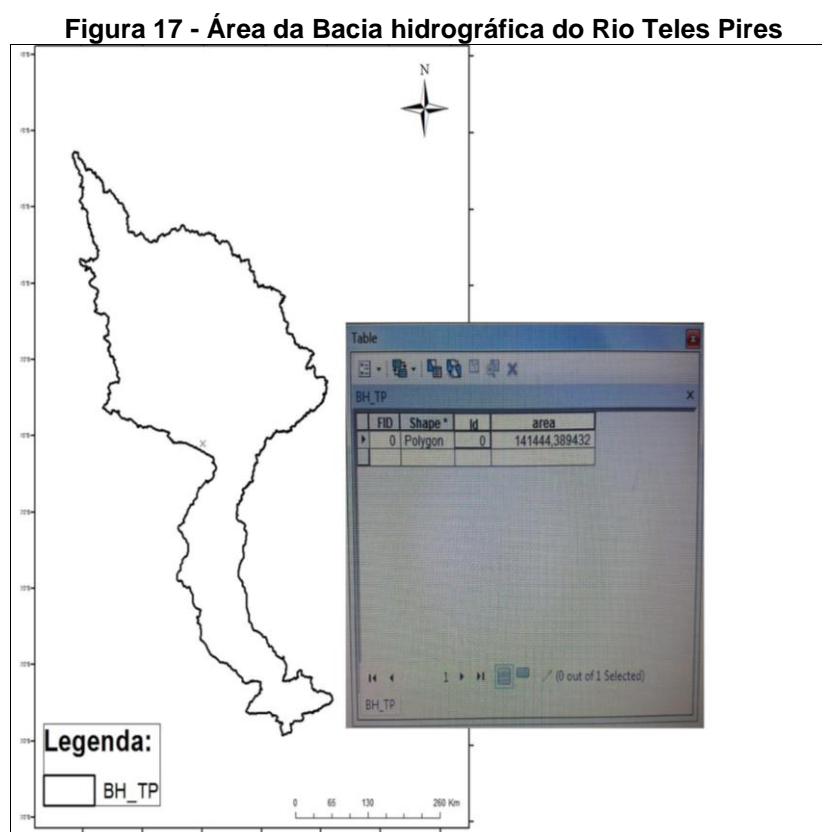 Figura 17 - Área da Bacia hidrográfica do Rio Teles Pires
N
Table
BH_TP
FID Shape * Id area
0 Polygon 0 141444,389432
1 (0 out of 1 Selected)
BH_TP
Legenda:
BH_TP
0 65 130 260 Km